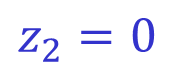 z₂ = 0